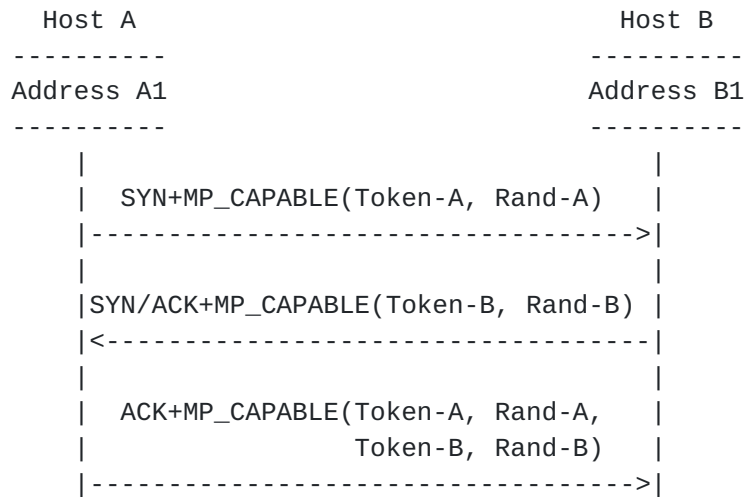 Host A                               Host B
----------                           ----------
Address A1                           Address B1
----------                           ----------
    |                                    |
    |  SYN+MP_CAPABLE(Token-A, Rand-A)   |
    |----------------------------------->|
    |                                    |
    |SYN/ACK+MP_CAPABLE(Token-B, Rand-B) |
    |<-----------------------------------|
    |                                    |
    |  ACK+MP_CAPABLE(Token-A, Rand-A,   |
    |                 Token-B, Rand-B)   |
    |----------------------------------->|